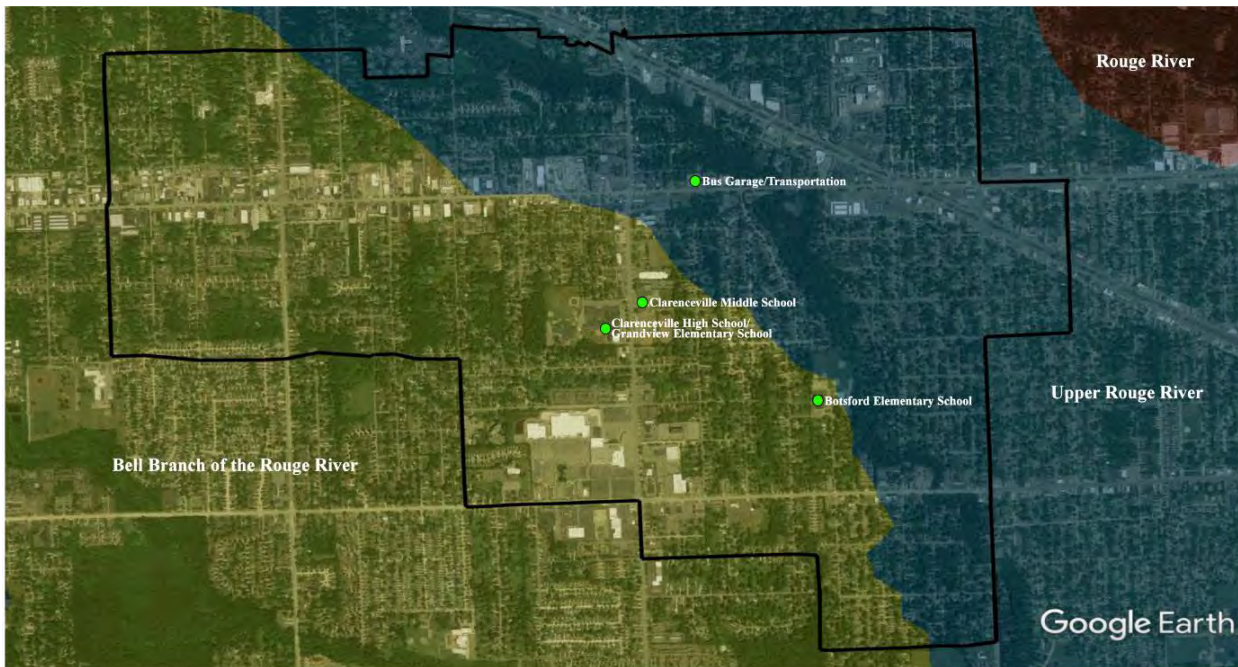 Rouge River
Bus Garage/Transportation
Clarenceville Middle School
Clarenceville High School/
Grandview Elementary School
Upper Rouge River
Botsford Elementary School
Bell Branch of the Rouge River
Google Earth